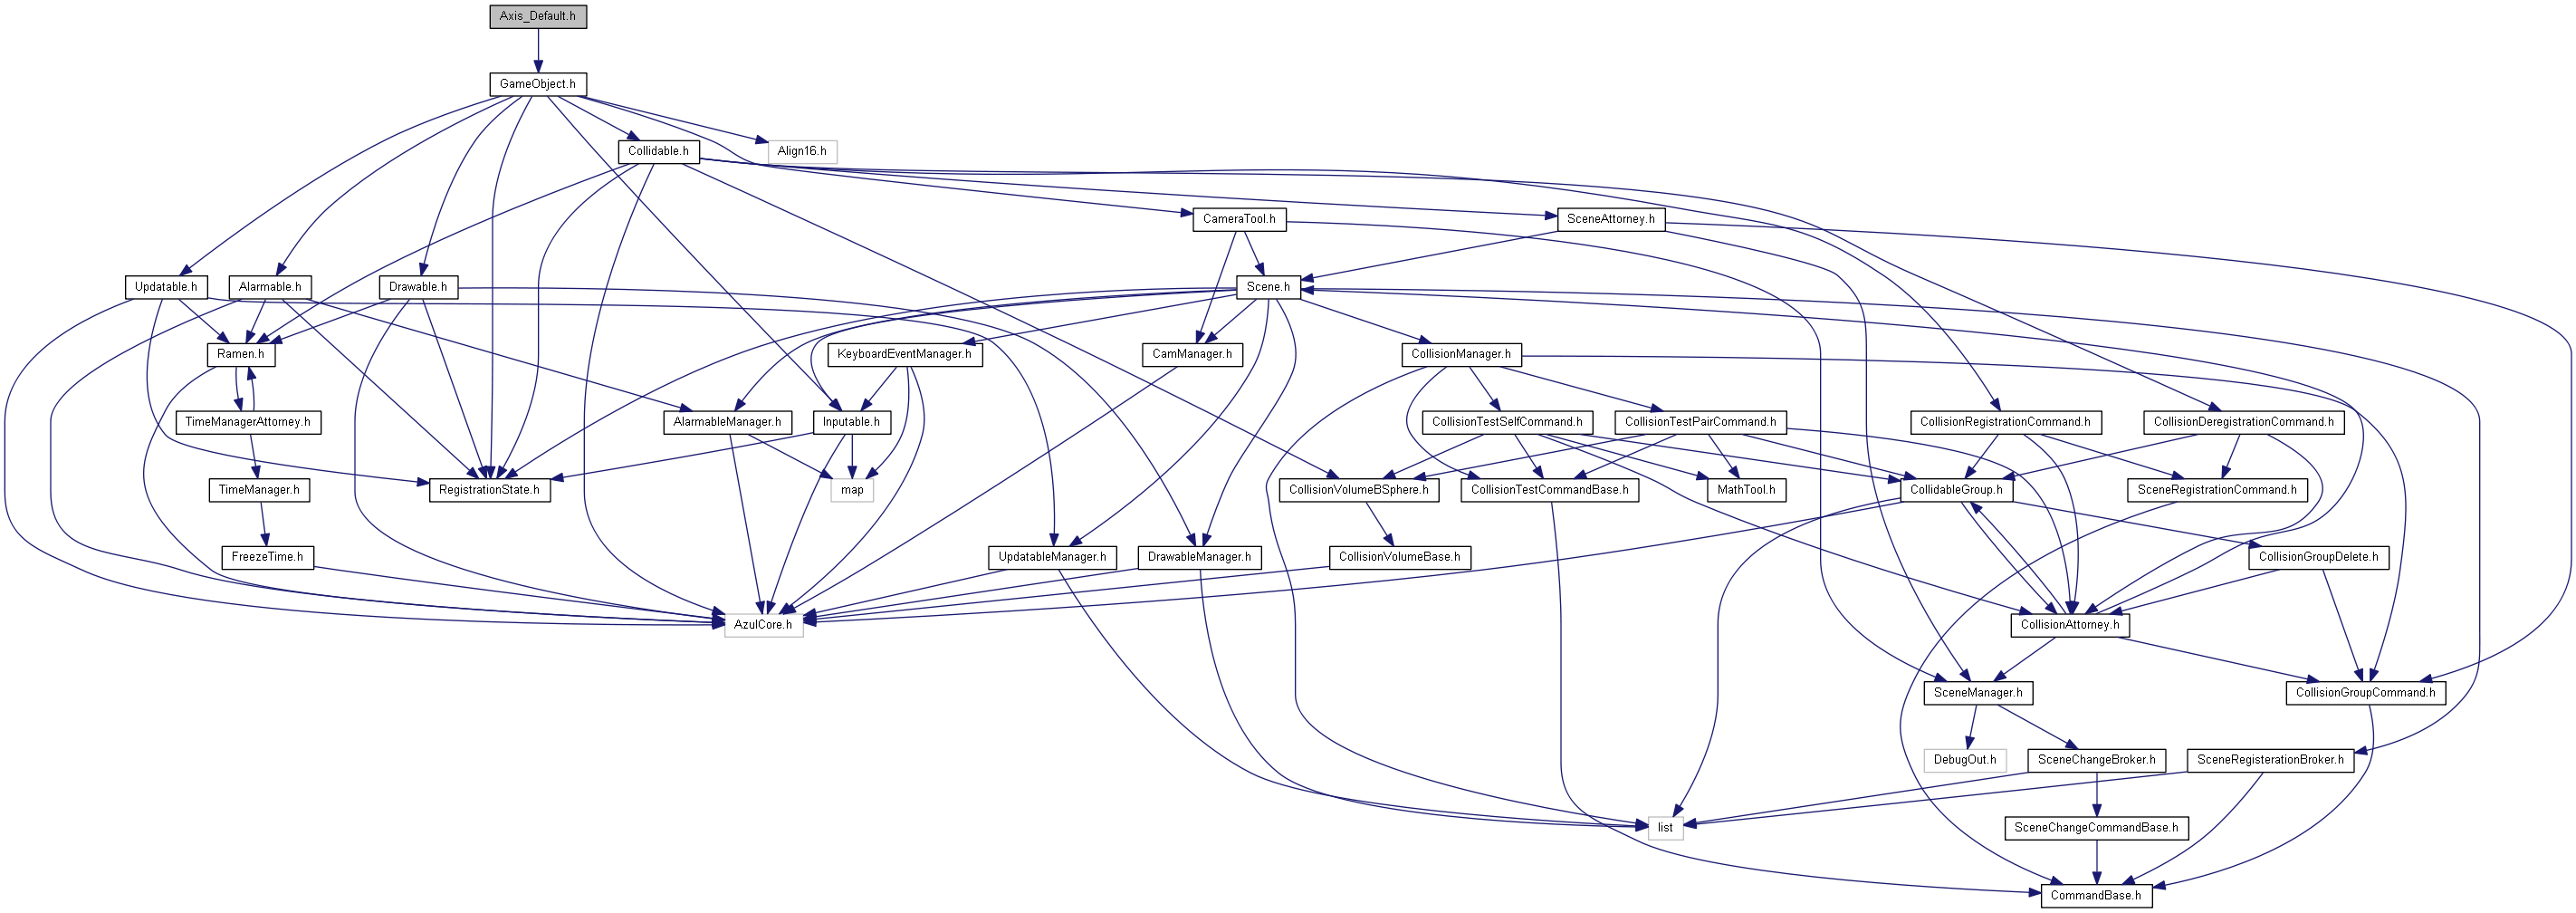 Axis_Default.h
GameObject.h
Collidable.h
Align16.h
CameraTool.h
SceneAttorney.h
Updatable.h
Alarmable.h
Drawable.h
Scene.h
Ramen.h
KeyboardEventManager.h
CamManager.h
CollisionManager.h
TimeManagerAttorney.h
AlarmableManager.h
Inputable.h
CollisionTestSelfCommand.h
CollisionTestPairCommand.h
CollisionRegistrationCommand.h
CollisionDeregistrationCommand.h
TimeManager.h
RegistrationState.h
map
CollisionVolumeBSphere.h
CollisionTestCommandBase.h
MathTool.h
CollidableGroup.h
SceneRegistrationCommand.h
FreezeTime.h
UpdatableManager.h
DrawableManager.h
CollisionVolumeBase.h
CollisionGroupDelete.h
AzulCore.h
CollisionAttorney.h
SceneManager.h
CollisionGroupCommand.h
DebugOut.h
SceneChangeBroker.h
SceneRegisterationBroker.h
list
SceneChangeCommandBase.h
CommandBase.h